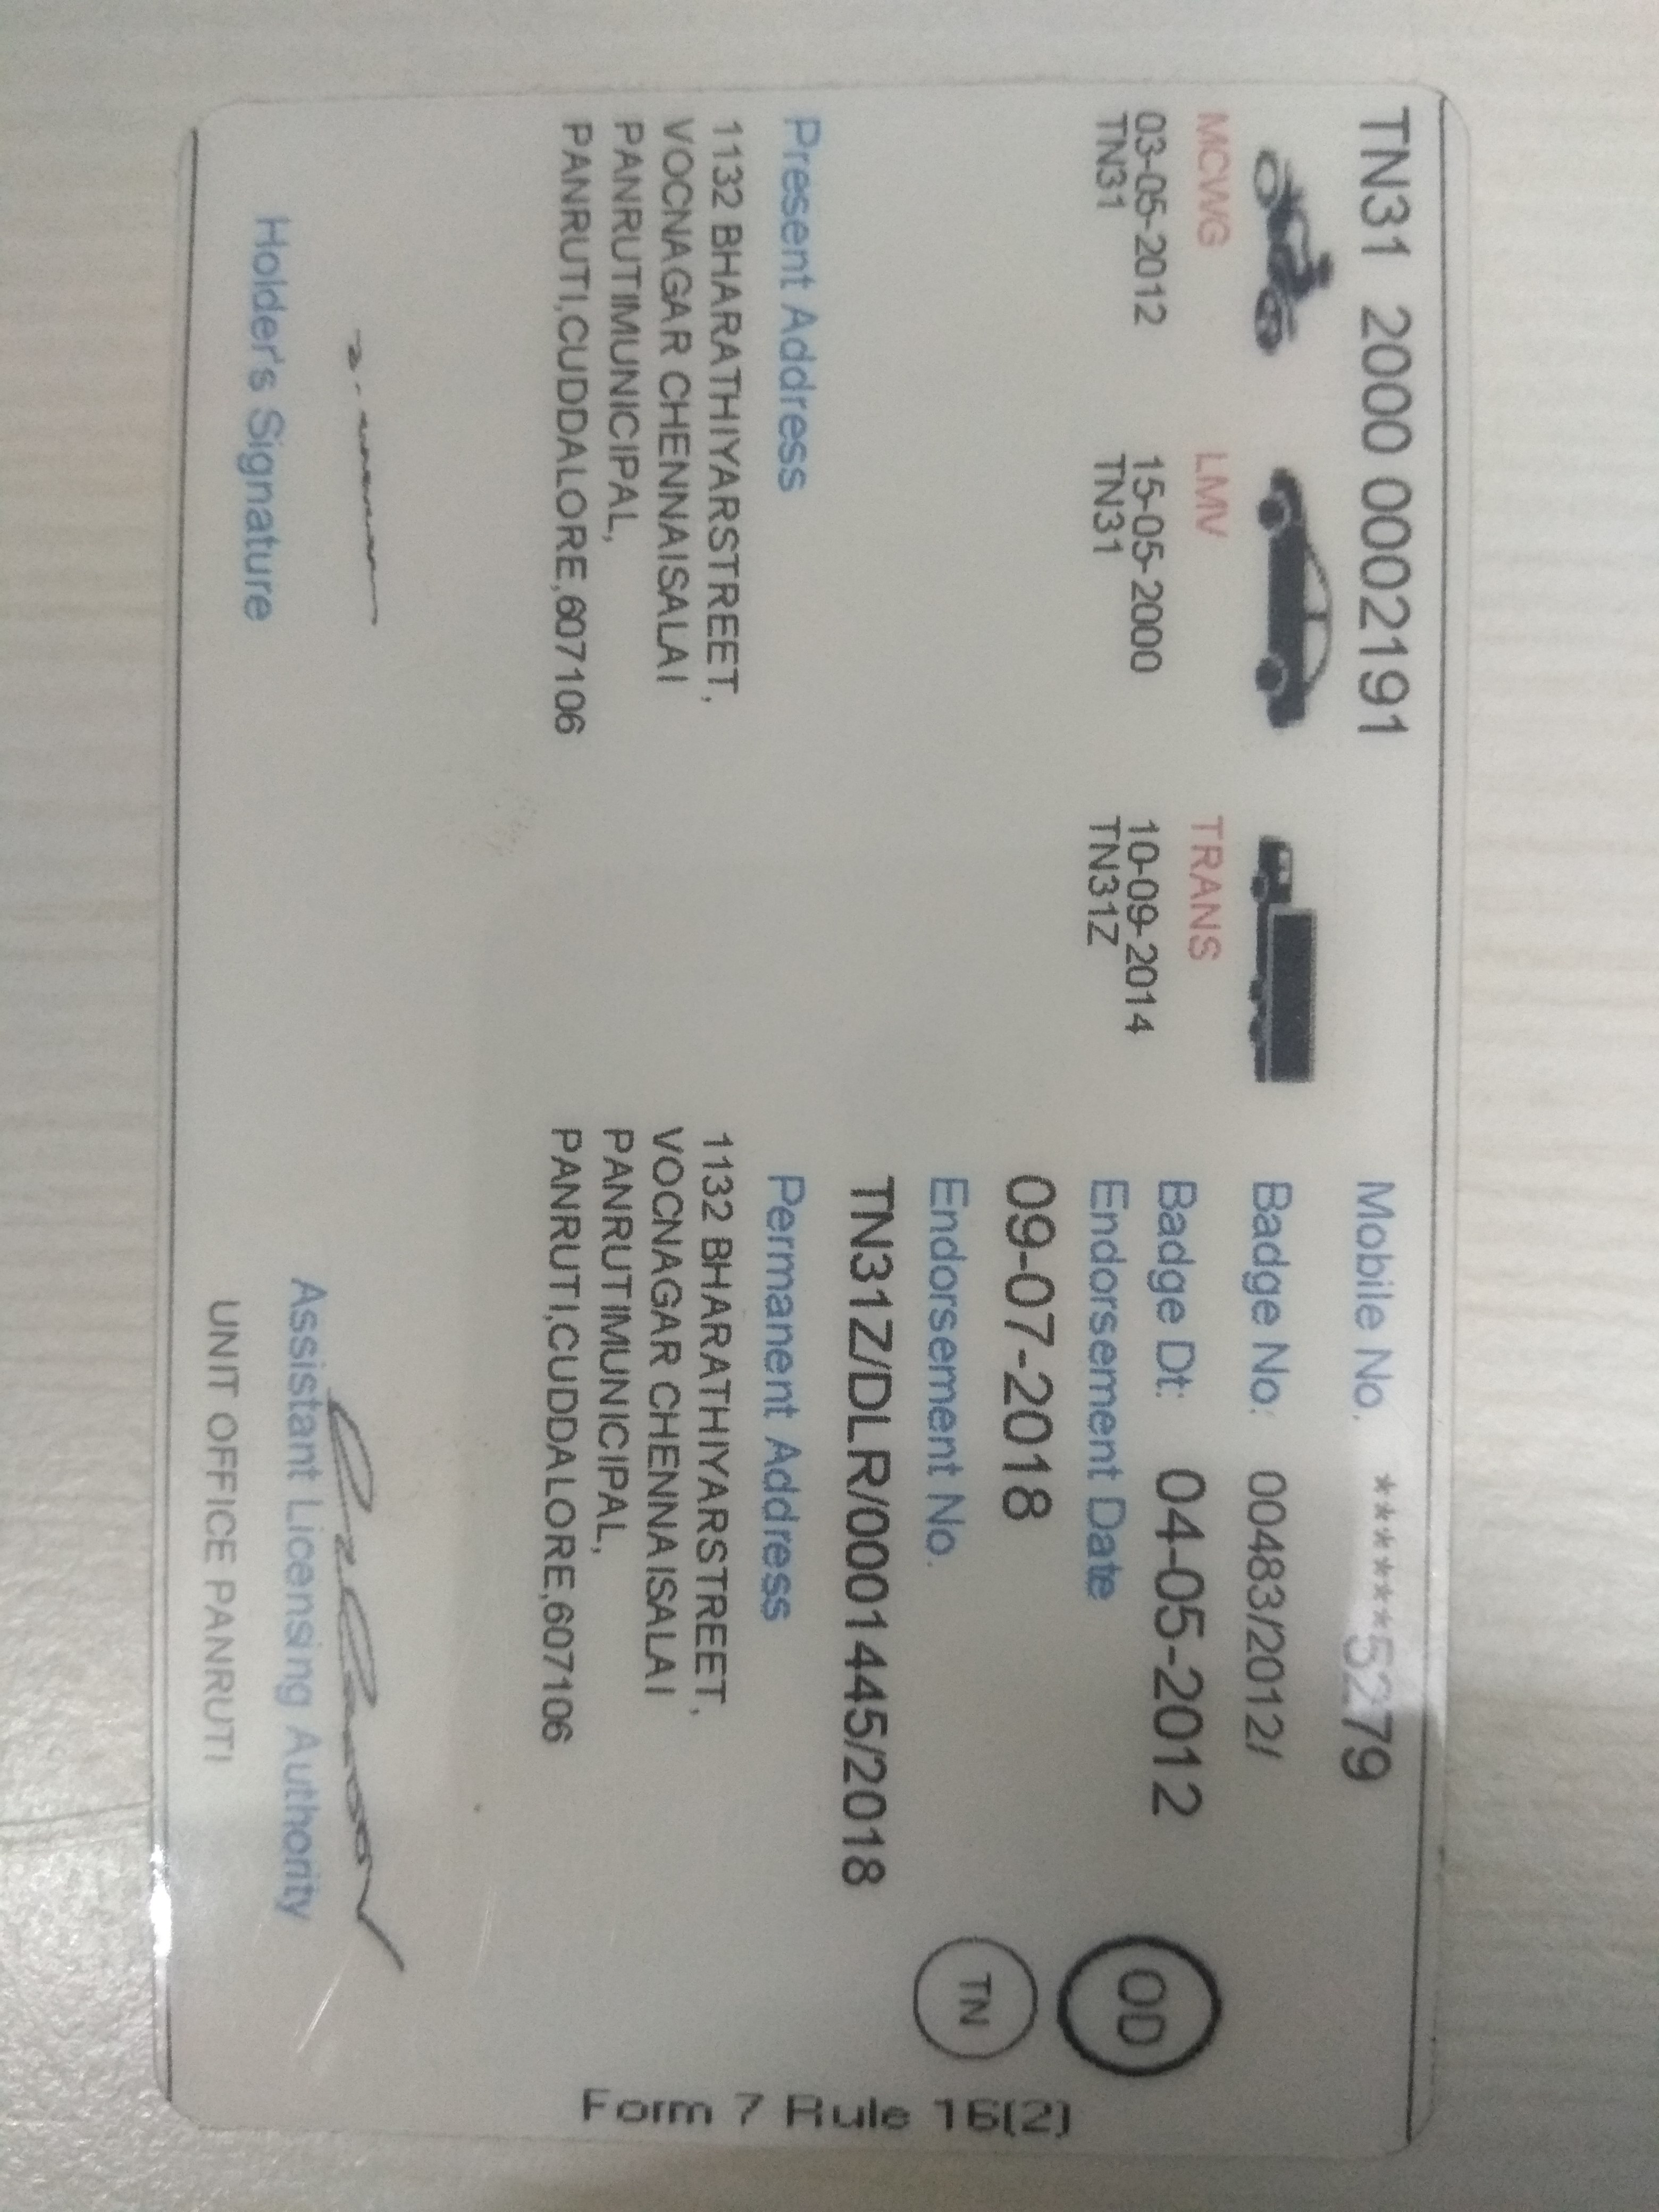 TN31 2000 0002191
Mobile No. ******5279
MCWG
03-05-2012
TN31
LMV
15-05-2000
TN31
TRANS
10-09-2014
TN31Z
Badge No: 00483/2012/
Badge Dt: 04-05-2012
Endorsement Date
09-07-2018
Endorsement No.
TN31Z/DLR/0001445/2018
OD
TN
Present Address
1132 BHARATHIYARSTREET,
VOCNAGAR CHENNAISALAI
PANRUTIMUNICIPAL,
PANRUTI,CUDDALORE,607106
Permanent Address
1132 BHARATHIYARSTREET,
VOCNAGAR CHENNAISALAI
PANRUTIMUNICIPAL,
PANRUTI,CUDDALORE,607106
Holder's Signature
Assistant Licensing Authority
UNIT OFFICE PANRUTI
Form 7 Rule 16(2)